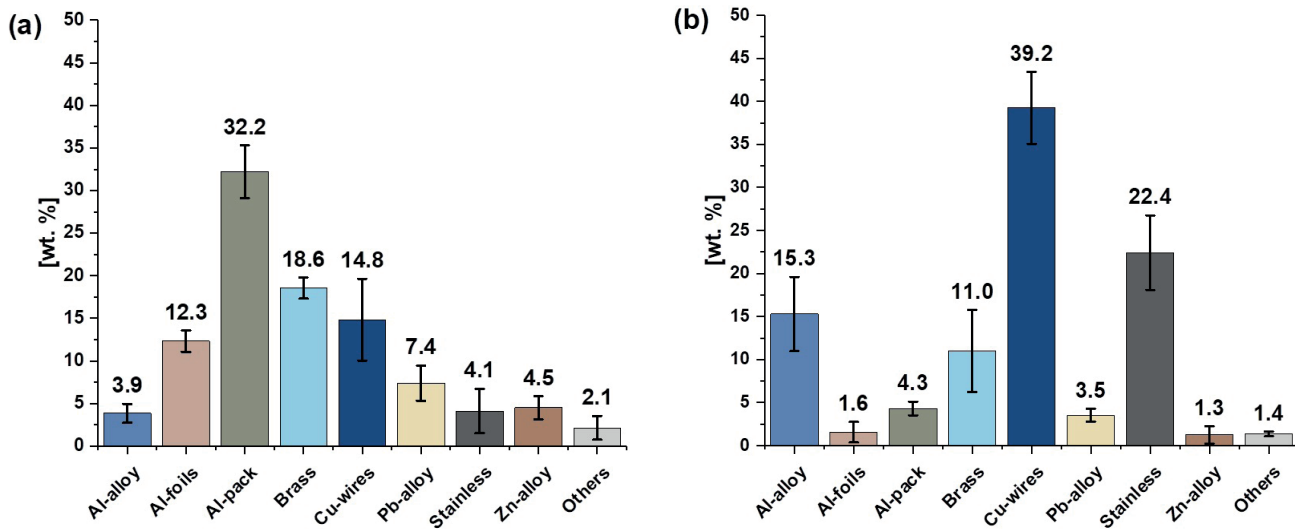 (a)
[wt. %]
50
45
40
35
30
25
20
15
10
5
0
3.9
12.3
32.2
18.6
14.8
7.4
4.1
4.5
2.1
Al-alloy
Al-foils
Al-pack
Brass
Cu-wires
Pb-alloy
Stainless
Zn-alloy
Others
(b)
[wt. %]
50
45
40
35
30
25
20
15
10
5
0
15.3
1.6
4.3
11.0
39.2
3.5
22.4
1.3
1.4
Al-alloy
Al-foils
Al-pack
Brass
Cu-wires
Pb-alloy
Stainless
Zn-alloy
Others